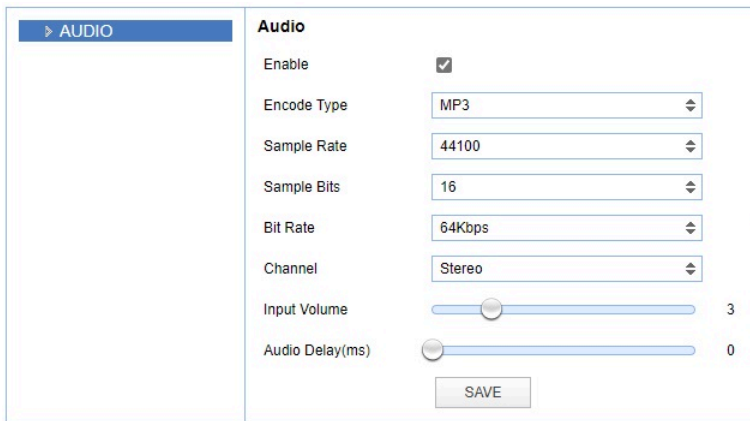 AUDIO
Audio
Enable
Encode Type MP3
Sample Rate 44100
Sample Bits 16
Bit Rate 64Kbps
Channel Stereo
Input Volume 3
Audio Delay(ms) 0
SAVE